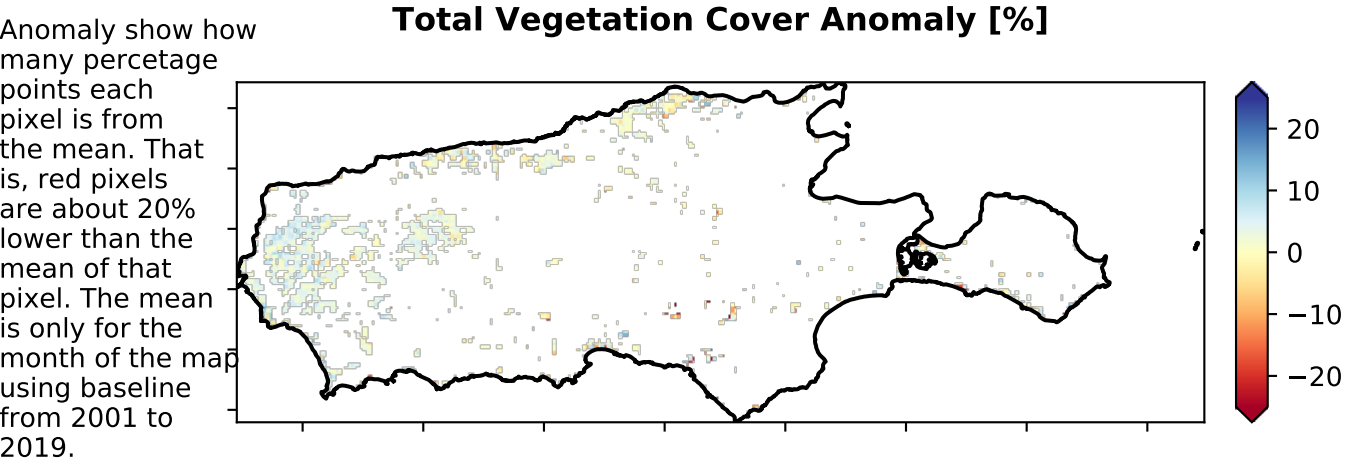 Total Vegetation Cover Anomaly [%]
Anomaly show how
many percetage
points each
pixel is from
the mean. That
is, red pixels
are about 20%
lower than the
mean of that
pixel. The mean
is only for the
month of the map
using baseline
from 2001 to
2019.
20
10
0
−10
−20